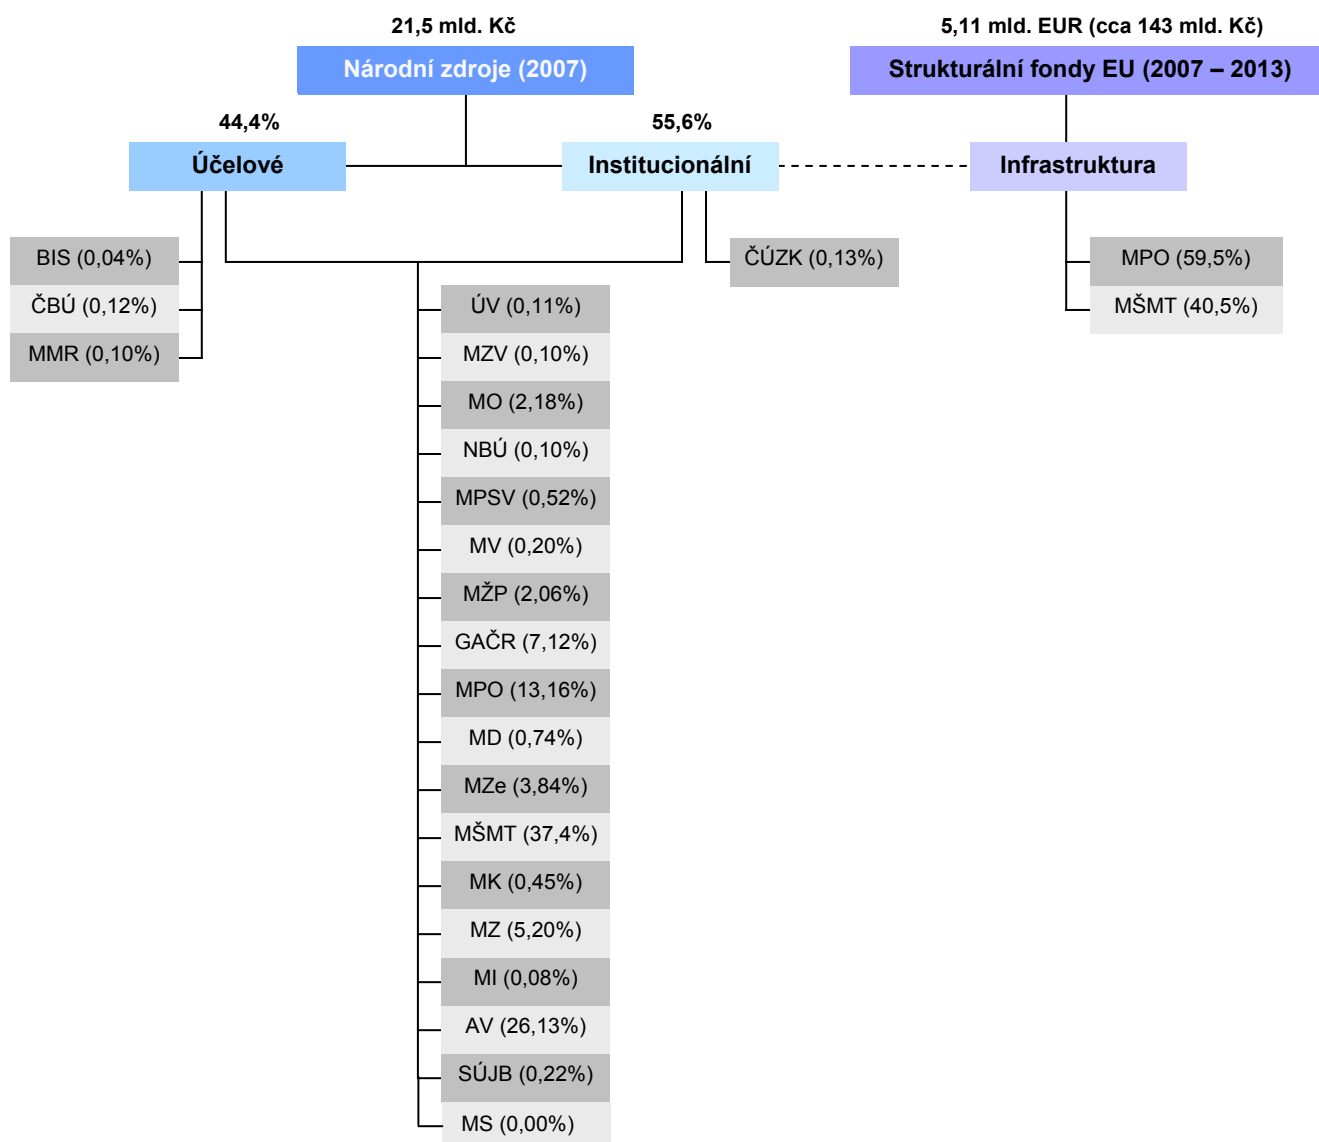 21,5 mld. Kč
5,11 mld. EUR (cca 143 mld. Kč)
Národní zdroje (2007)
Strukturální fondy EU (2007 – 2013)
44,4%
55,6%
Účelové
Institucionální
Infrastruktura
BIS (0,04%)
ČBÚ (0,12%)
MMR (0,10%)
ČÚZK (0,13%)
MPO (59,5%)
MŠMT (40,5%)
ÚV (0,11%)
MZV (0,10%)
MO (2,18%)
NBÚ (0,10%)
MPSV (0,52%)
MV (0,20%)
MŽP (2,06%)
GAČR (7,12%)
MPO (13,16%)
MD (0,74%)
MZe (3,84%)
MŠMT (37,4%)
MK (0,45%)
MZ (5,20%)
MI (0,08%)
AV (26,13%)
SÚJB (0,22%)
MS (0,00%)